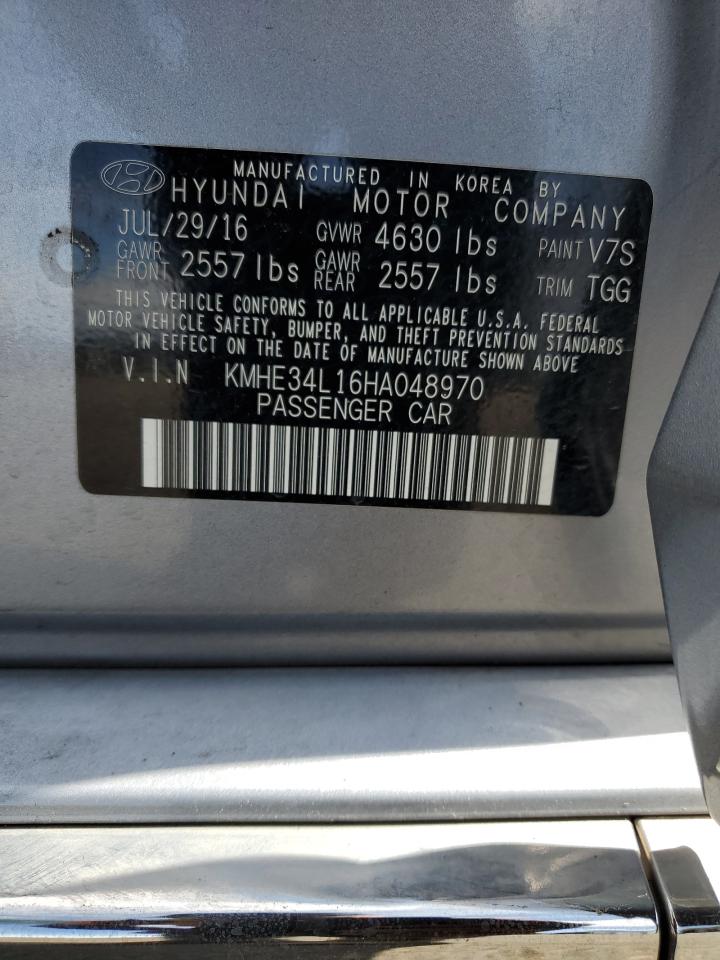 MANUFACTURED IN KOREA BY
HYUNDAI MOTOR COMPANY
JUL/29/16 GVWR 4630 lbs PAINT V7S
GAWR FRONT 2557 lbs GAWR REAR 2557 lbs TRIM TGG
THIS VEHICLE CONFORMS TO ALL APPLICABLE U.S.A. FEDERAL
MOTOR VEHICLE SAFETY, BUMPER, AND THEFT PREVENTION STANDARDS
IN EFFECT ON THE DATE OF MANUFACTURE SHOWN ABOVE
V.I.N KMHE34L16HA048970
PASSENGER CAR